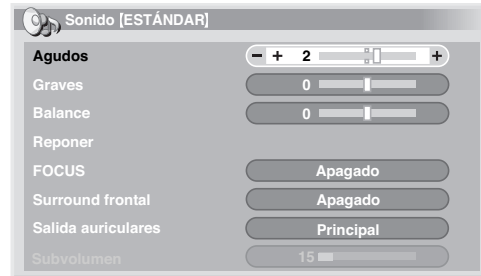 Sonido [ESTÁNDAR]
Agudos - + 2 +
Graves 0
Balance 0
Reponer
FOCUS Apagado
Surround frontal Apagado
Salida auriculares Principal
Subvolumen 15